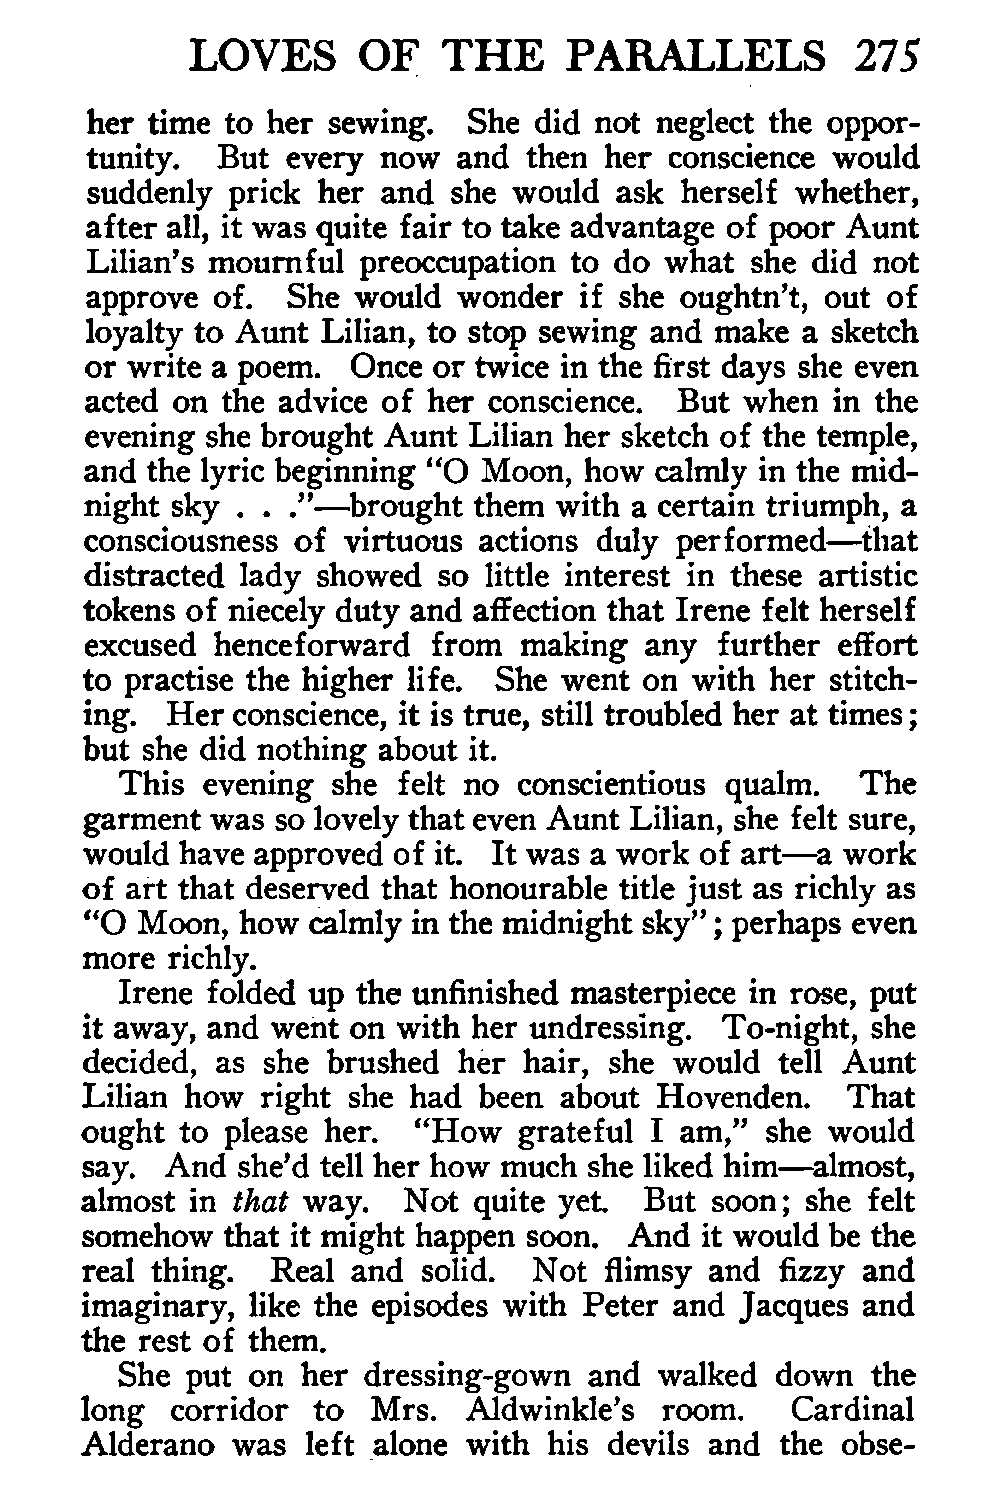 LOVES OF THE PARALLELS 275
her time to her sewing. She did not neglect the oppor-
tunity. But every now and then her conscience would
suddenly prick her and she would ask herself whether,
after all, it was quite fair to take advantage of poor Aunt
Lilian's mournful preoccupation to do what she did not
approve of. She would wonder if she oughtn't, out of
loyalty to Aunt Lilian, to stop sewing and make a sketch
or write a poem. Once or twice in the first days she even
acted on the advice of her conscience. But when in the
evening she brought Aunt Lilian her sketch of the temple,
and the lyric beginning “O Moon, how calmly in the mid-
night sky . . .”—brought them with a certain triumph, a
consciousness of virtuous actions duly performed—that
distracted lady showed so little interest in these artistic
tokens of niecely duty and affection that Irene felt herself
excused henceforward from making any further effort
to practise the higher life. She went on with her stitch-
ing. Her conscience, it is true, still troubled her at times;
but she did nothing about it.
This evening she felt no conscientious qualm. The
garment was so lovely that even Aunt Lilian, she felt sure,
would have approved of it. It was a work of art—a work
of art that deserved that honourable title just as richly as
“O Moon, how calmly in the midnight sky”; perhaps even
more richly.
Irene folded up the unfinished masterpiece in rose, put
it away, and went on with her undressing. To-night, she
decided, as she brushed her hair, she would tell Aunt
Lilian how right she had been about Hovenden. That
ought to please her. “How grateful I am,” she would
say. And she'd tell her how much she liked him—almost,
almost in that way. Not quite yet. But soon; she felt
somehow that it might happen soon. And it would be the
real thing. Real and solid. Not flimsy and fizzy and
imaginary, like the episodes with Peter and Jacques and
the rest of them.
She put on her dressing-gown and walked down the
long corridor to Mrs. Aldwinkle's room. Cardinal
Alderano was left alone with his devils and the obse-